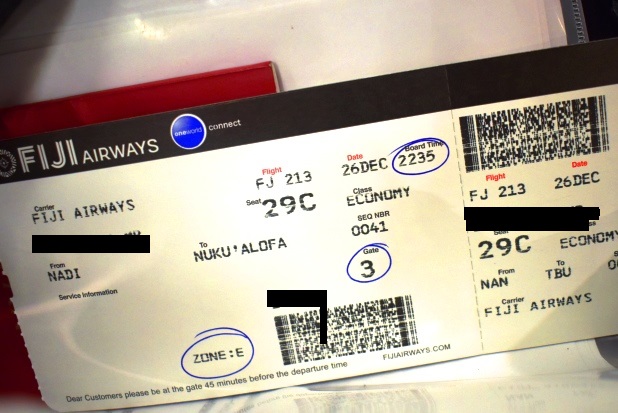 FIJI AIRWAYS
oneworld connect
Carrier
FIJI AIRWAYS
Flight
FJ 213
Date
26DEC
Board Time
2235
Seat
29C
Class
ECONOMY
SEQ NBR
0041
To
NUKU'ALOFA
From
NADI
Gate
3
Service Information
ZONE:E
FIJIAIRWAYS.COM
Dear Customers please be at the gate 45 minutes before the departure time
Flight
FJ 213
Date
26DEC
Seat
29C
ECONOMY
From
NAN
To
TBU
Carrier
FIJI AIRWAYS